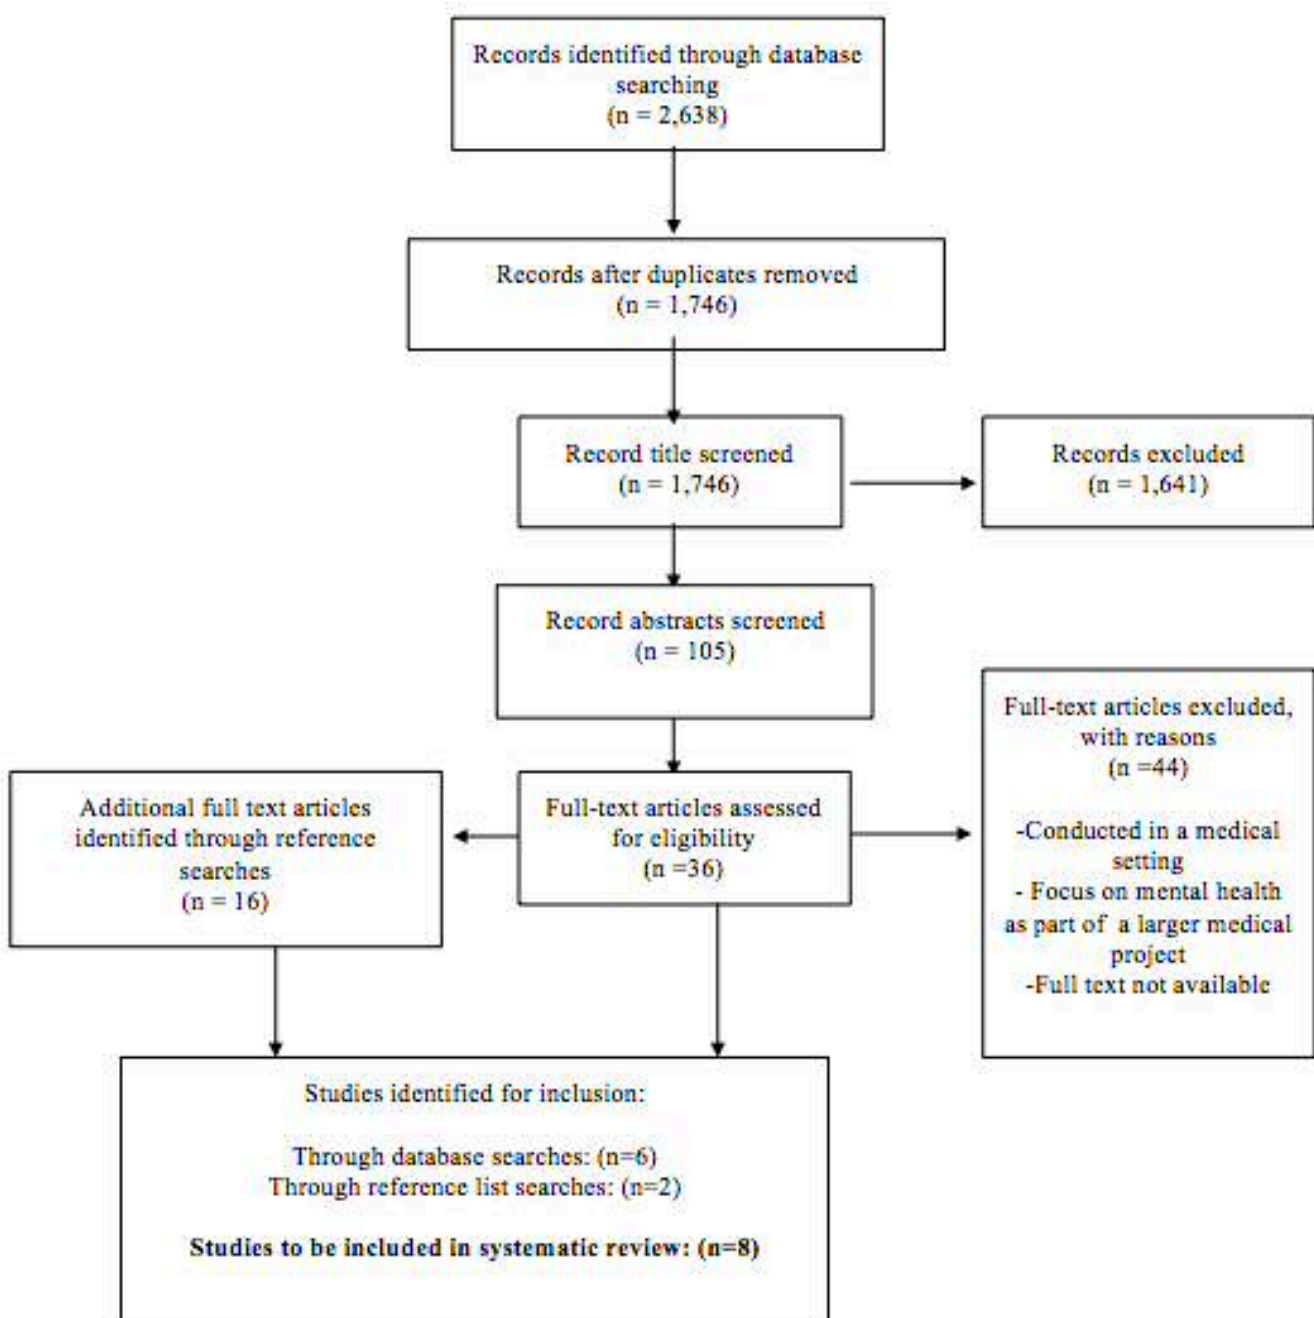 Records identified through database
searching
(n = 2,638)
Records after duplicates removed
(n = 1,746)
Record title screened
(n = 1,746)
Records excluded
(n = 1,641)
Record abstracts screened
(n = 105)
Additional full text articles
identified through reference
searches
(n = 16)
Full-text articles assessed
for eligibility
(n =36)
Full-text articles excluded,
with reasons
(n =44)
-Conducted in a medical
setting
- Focus on mental health
as part of a larger medical
project
-Full text not available
Studies identified for inclusion:
Through database searches: (n=6)
Through reference list searches: (n=2)
Studies to be included in systematic review: (n=8)